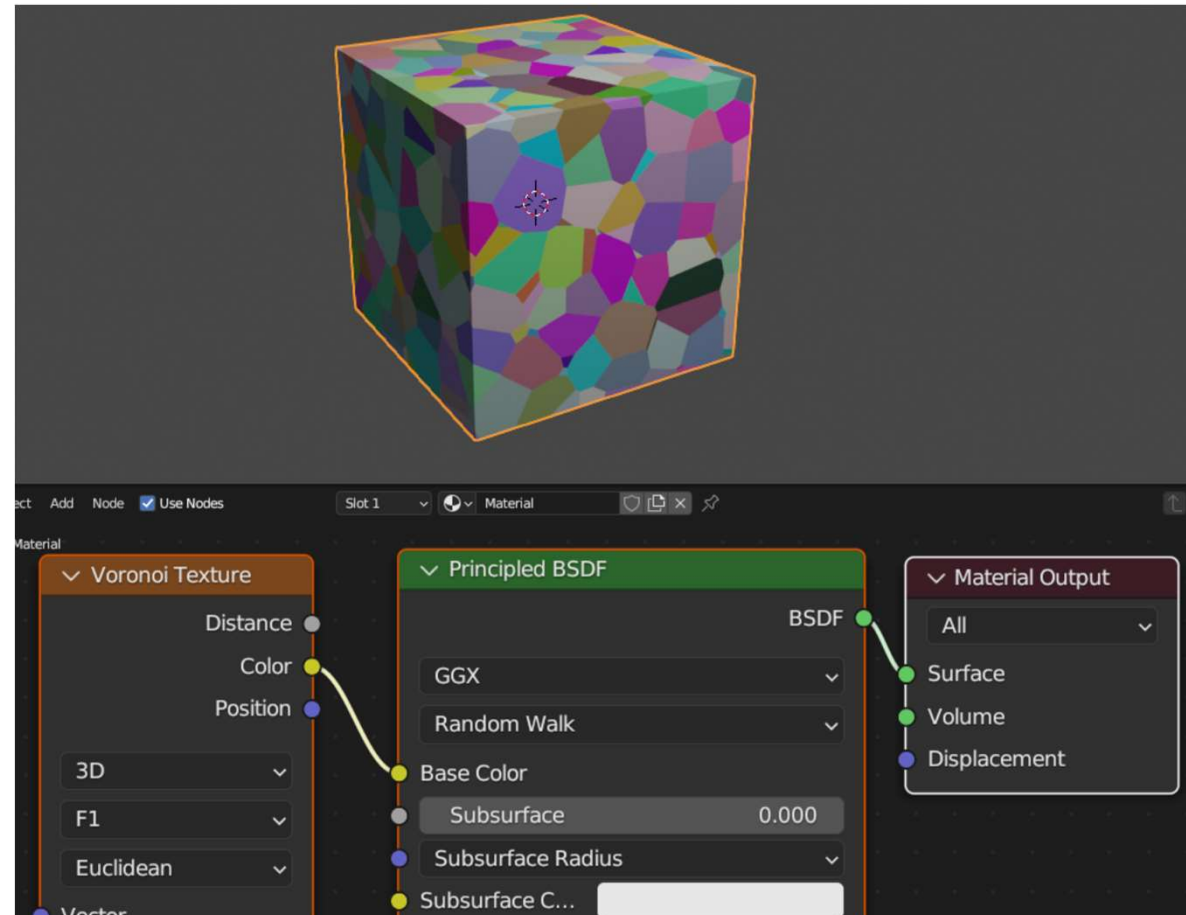 ect Add Node Use Nodes Slot 1 Material
Material
Voronoi Texture
Distance
Color
Position
3D
F1
Euclidean
Vector
Principled BSDF
BSDF
GGX
Random Walk
Base Color
Subsurface 0.000
Subsurface Radius
Subsurface C...
Material Output
All
Surface
Volume
Displacement